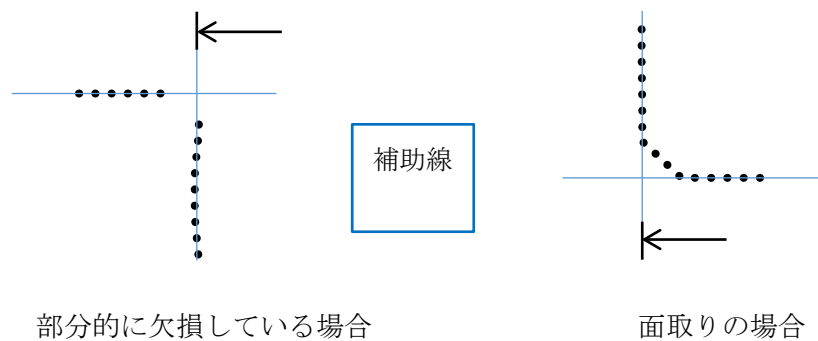 補助線
部分的に欠損している場合
面取りの場合